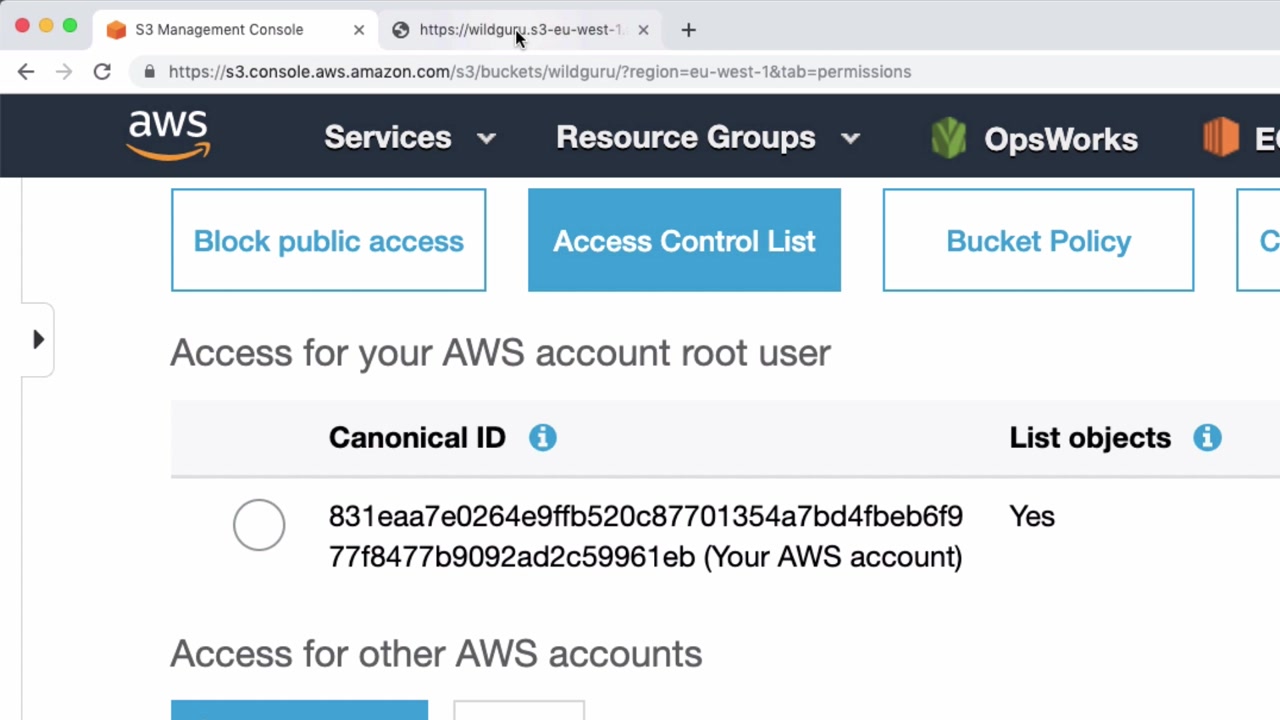 S3 Management Console
https://wildguru.s3-eu-west-1.
https://s3.console.aws.amazon.com/s3/buckets/wildguru/?region=eu-west-1&tab=permissions
aws Services Resource Groups OpsWorks
Block public access Access Control List Bucket Policy
Access for your AWS account root user
Canonical ID List objects
831eaa7e0264e9ffb520c87701354a7bd4fbeb6f9 Yes
77f8477b9092ad2c59961eb (Your AWS account)
Access for other AWS accounts